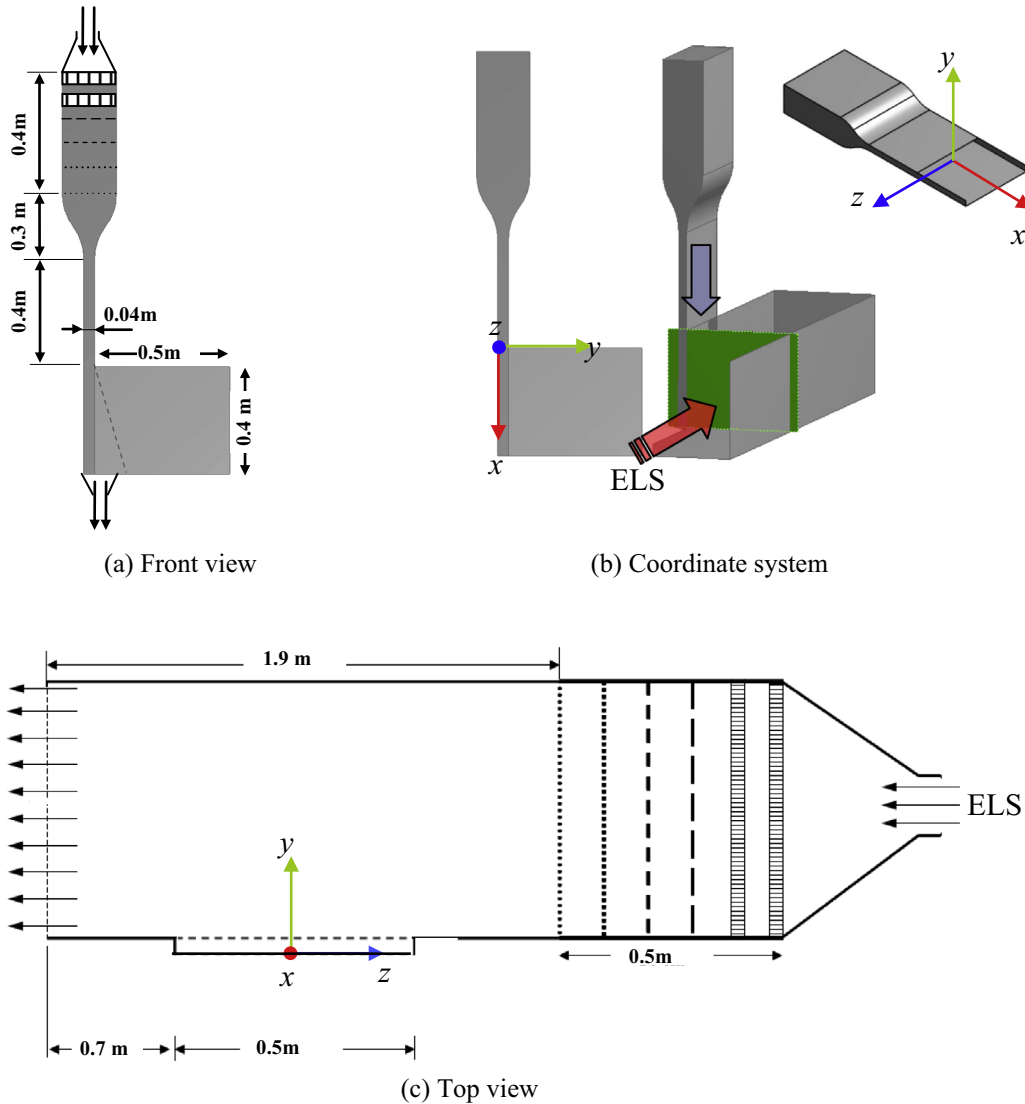 0.4m
0.3 m
0.4m
0.04m
0.5m
0.4 m
(a) Front view
z
y
x
ELS
y
z
x
(b) Coordinate system
1.9 m
ELS
y
x
z
0.5m
0.7 m
0.5m
(c) Top view